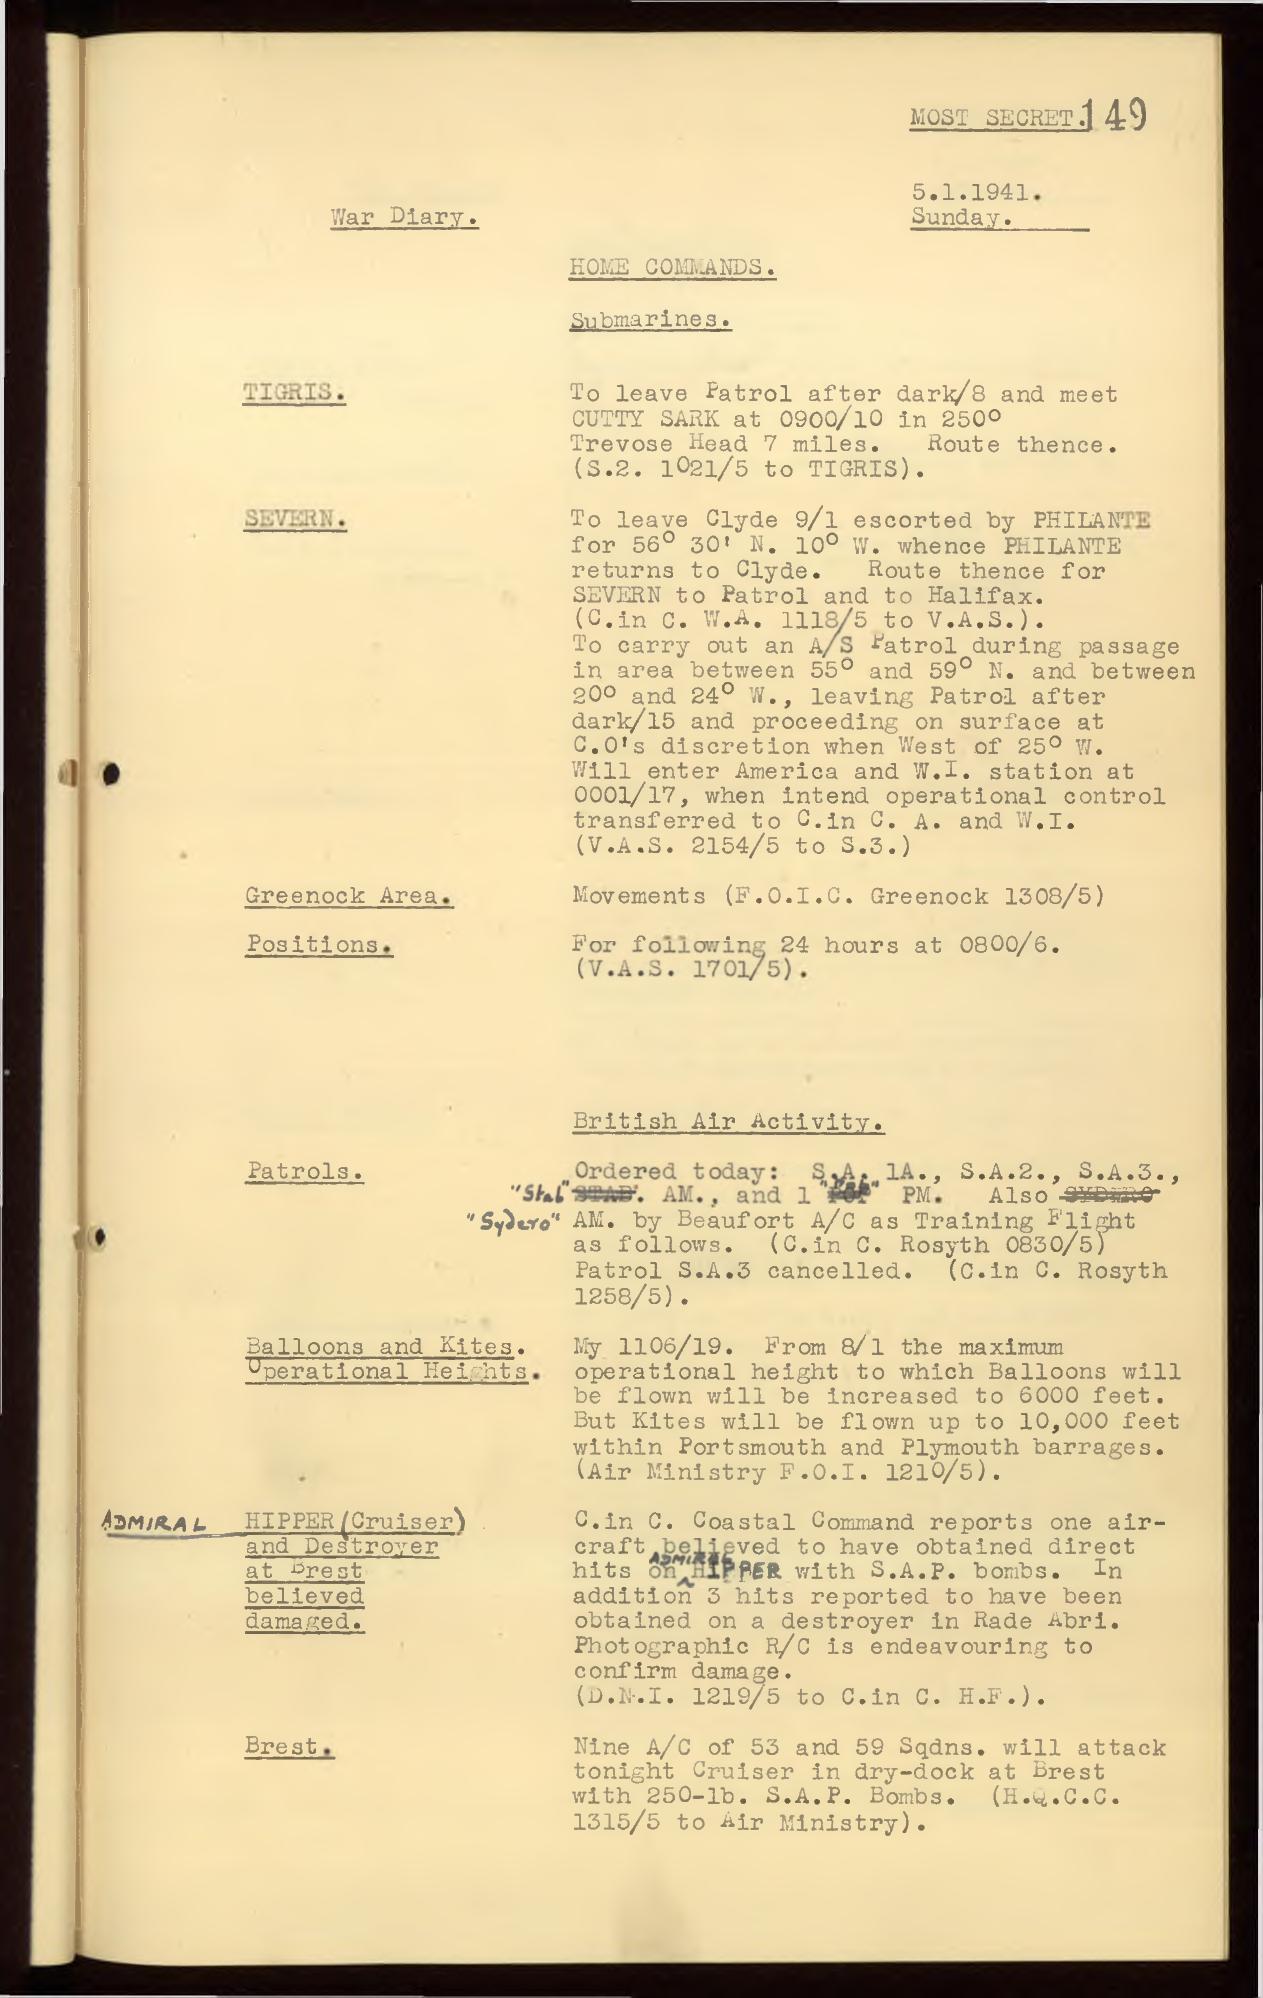 MOST SECRET. 149
5.1.1941.
War Diary.
Sunday.
HOME COMMANDS.
Submarines.
TIGRIS.
To leave Patrol after dark/8 and meet
CUTTY SARK at 0900/10 in 250°
Trevose Head 7 miles. Route thence.
(S.2. 1021/5 to TIGRIS).
SEVERN.
To leave Clyde 9/1 escorted by PHILANTE
for 56° 30' N. 10° W. whence PHILANTE
returns to Clyde. Route thence for
SEVERN to Patrol and to Halifax.
(C.in C. W.A. 1118/5 to V.A.S.).
To carry out an A/S Patrol during passage
in area between 55° and 59° N. and between
20° and 24° W., leaving Patrol after
dark/15 and proceeding on surface at
C.O's discretion when West of 25° W.
Will enter America and W.I. station at
0001/17, when intend operational control
transferred to C.in C. A. and W.I.
(V.A.S. 2154/5 to S.3.)
Greenock Area.
Movements (F.O.I.C. Greenock 1308/5)
Positions.
For following 24 hours at 0800/6.
(V.A.S. 1701/5).
British Air Activity.
Patrols.
Ordered today: S.A. 1A., S.A.2., S.A.3.,
"Stab" STAB. AM., and 1 PM. Also SYDERO
"Sydero" AM. by Beaufort A/C as Training Flight
as follows. (C.in C. Rosyth 0830/5)
Patrol S.A.3 cancelled. (C.in C. Rosyth
1258/5).
Balloons and Kites.
Operational Heights.
My 1106/19. From 8/1 the maximum
operational height to which Balloons will
be flown will be increased to 6000 feet.
But Kites will be flown up to 10,000 feet
within Portsmouth and Plymouth barrages.
(Air Ministry F.O.I. 1210/5).
ADMIRAL HIPPER (Cruiser)
and Destroyer
at Brest
believed
damaged.
C.in C. Coastal Command reports one air-
craft believed to have obtained direct
hits on ADMIRAL HIPPER with S.A.P. bombs. In
addition 3 hits reported to have been
obtained on a destroyer in Rade Abri.
Photographic R/C is endeavouring to
confirm damage.
(D.N.I. 1219/5 to C.in C. H.F.).
Brest.
Nine A/C of 53 and 59 Sqdns. will attack
tonight Cruiser in dry-dock at Brest
with 250-lb. S.A.P. Bombs. (H.Q.C.C.
1315/5 to Air Ministry).